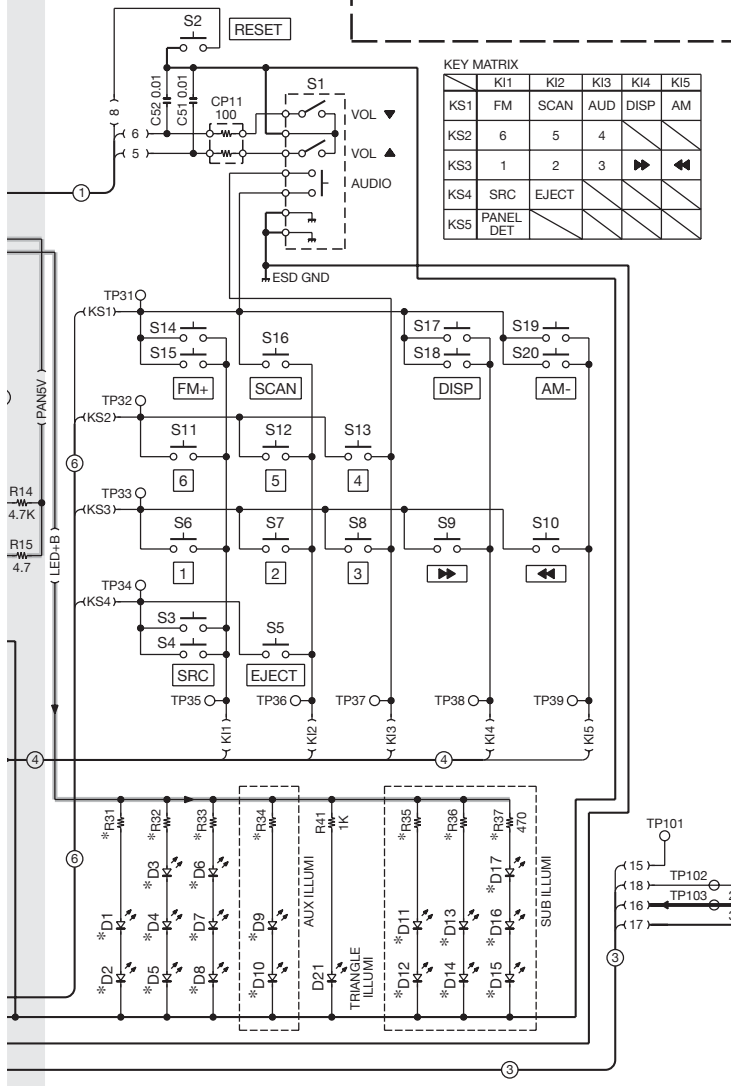 S2
RESET
C52 0.01
C51 0.01
CP11
100
S1
8
6
5
VOL ▼
VOL ▲
AUDIO
1
ESD GND
KEY MATRIX
KI1 KI2 KI3 KI4 KI5
KS1 FM SCAN AUD DISP AM
KS2 6 5 4
KS3 1 2 3 ▶▶ ◀◀
KS4 SRC EJECT
KS5 PANEL DET
TP31
KS1
S14
S15
FM+
S16
SCAN
S17
S18
DISP
S19
S20
AM-
TP32
KS2
S11
6
S12
5
S13
4
PAN5V
6
TP33
KS3
S6
1
S7
2
S8
3
S9
▶▶
S10
◀◀
R14
4.7K
R15
4.7
LED+B
TP34
KS4
S3
S4
SRC
S5
EJECT
TP35 TP36 TP37 TP38 TP39
KI1 KI2 KI3 KI4 KI5
4
4
*R31 *R32 *R33 *R34 R41 1K *R35 *R36 *R37 470
6
*D3 *D6 *D17
*D1 *D4 *D7 *D9 *D11 *D13 *D16
*D2 *D5 *D8 *D10 D21 *D12 *D14 *D15
AUX ILLUMI
TRIANGLE ILLUMI
SUB ILLUMI
TP101
15
18 TP102
16 TP103
17
3
3